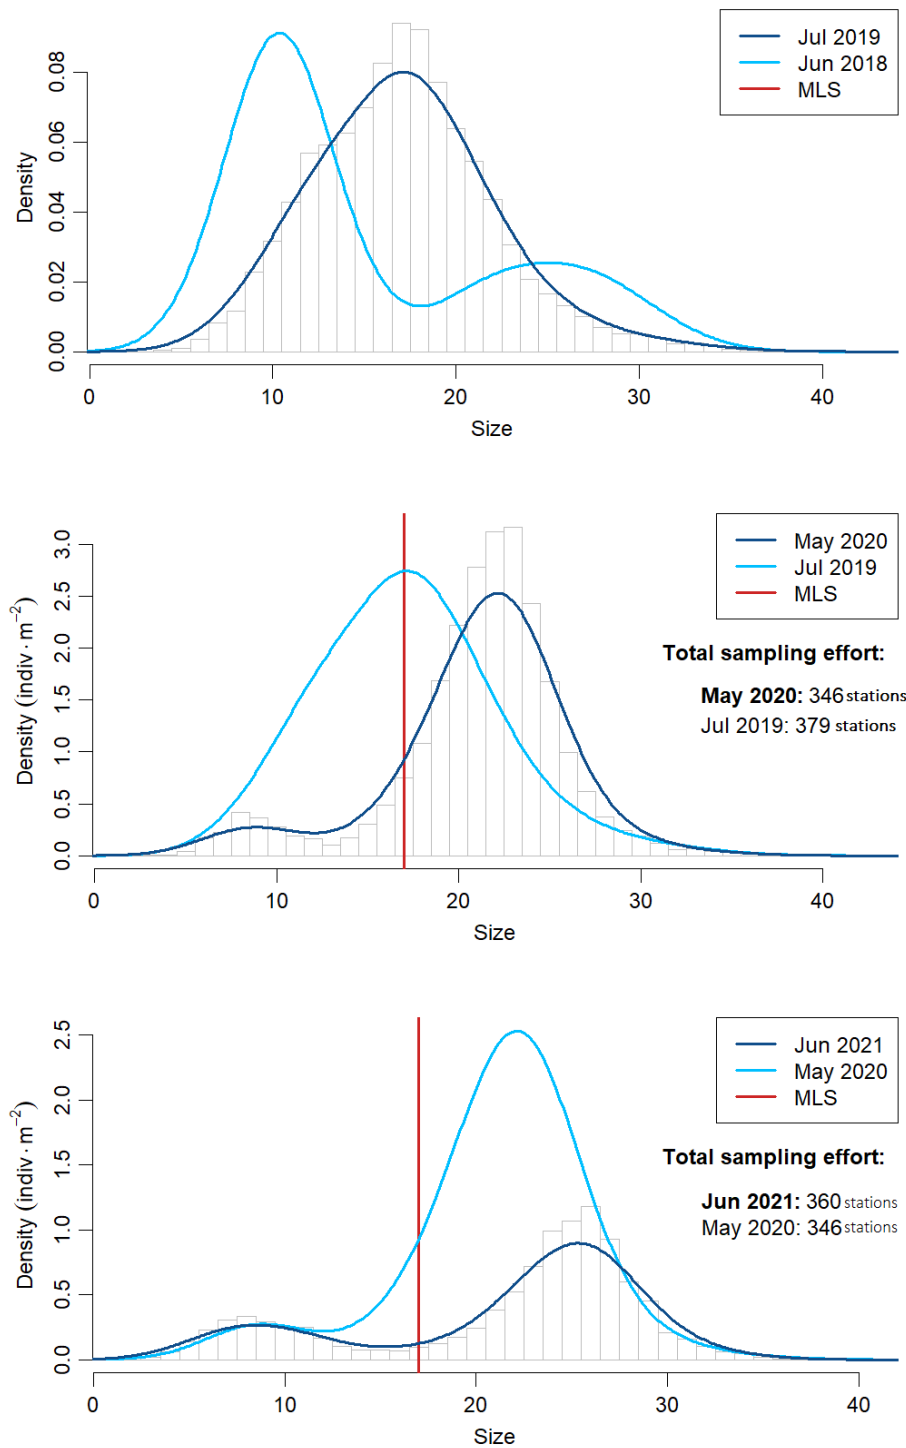 Jul 2019
Jun 2018
MLS
Density
0.00 0.02 0.04 0.06 0.08
0 10 20 30 40
Size
May 2020
Jul 2019
MLS
Total sampling effort:
May 2020: 346 stations
Jul 2019: 379 stations
Density (indiv · m⁻²)
0.0 0.5 1.0 1.5 2.0 2.5 3.0
0 10 20 30 40
Size
Jun 2021
May 2020
MLS
Total sampling effort:
Jun 2021: 360 stations
May 2020: 346 stations
Density (indiv · m⁻²)
0.0 0.5 1.0 1.5 2.0 2.5
0 10 20 30 40
Size